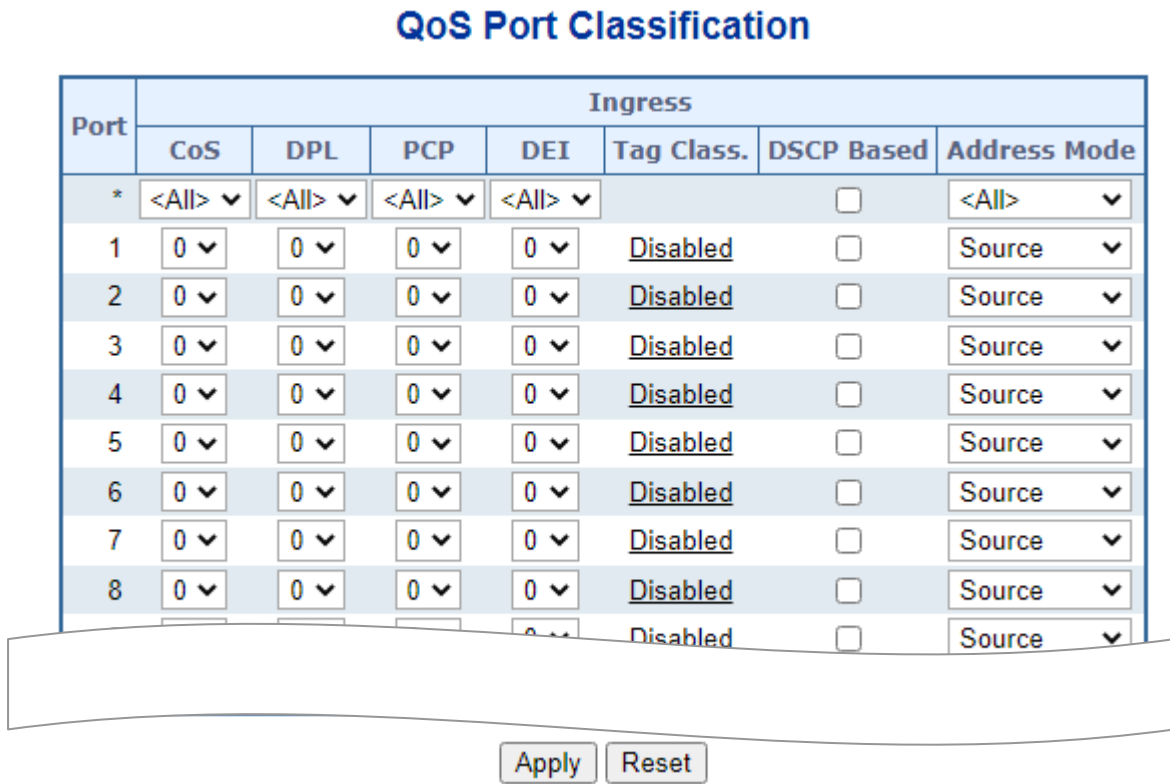 QoS Port Classification
Port Ingress
CoS DPL PCP DEI Tag Class. DSCP Based Address Mode
* <All> <All> <All> <All> <All>
1 0 0 0 0 Disabled Source
2 0 0 0 0 Disabled Source
3 0 0 0 0 Disabled Source
4 0 0 0 0 Disabled Source
5 0 0 0 0 Disabled Source
6 0 0 0 0 Disabled Source
7 0 0 0 0 Disabled Source
8 0 0 0 0 Disabled Source
0 Disabled Source
Apply Reset